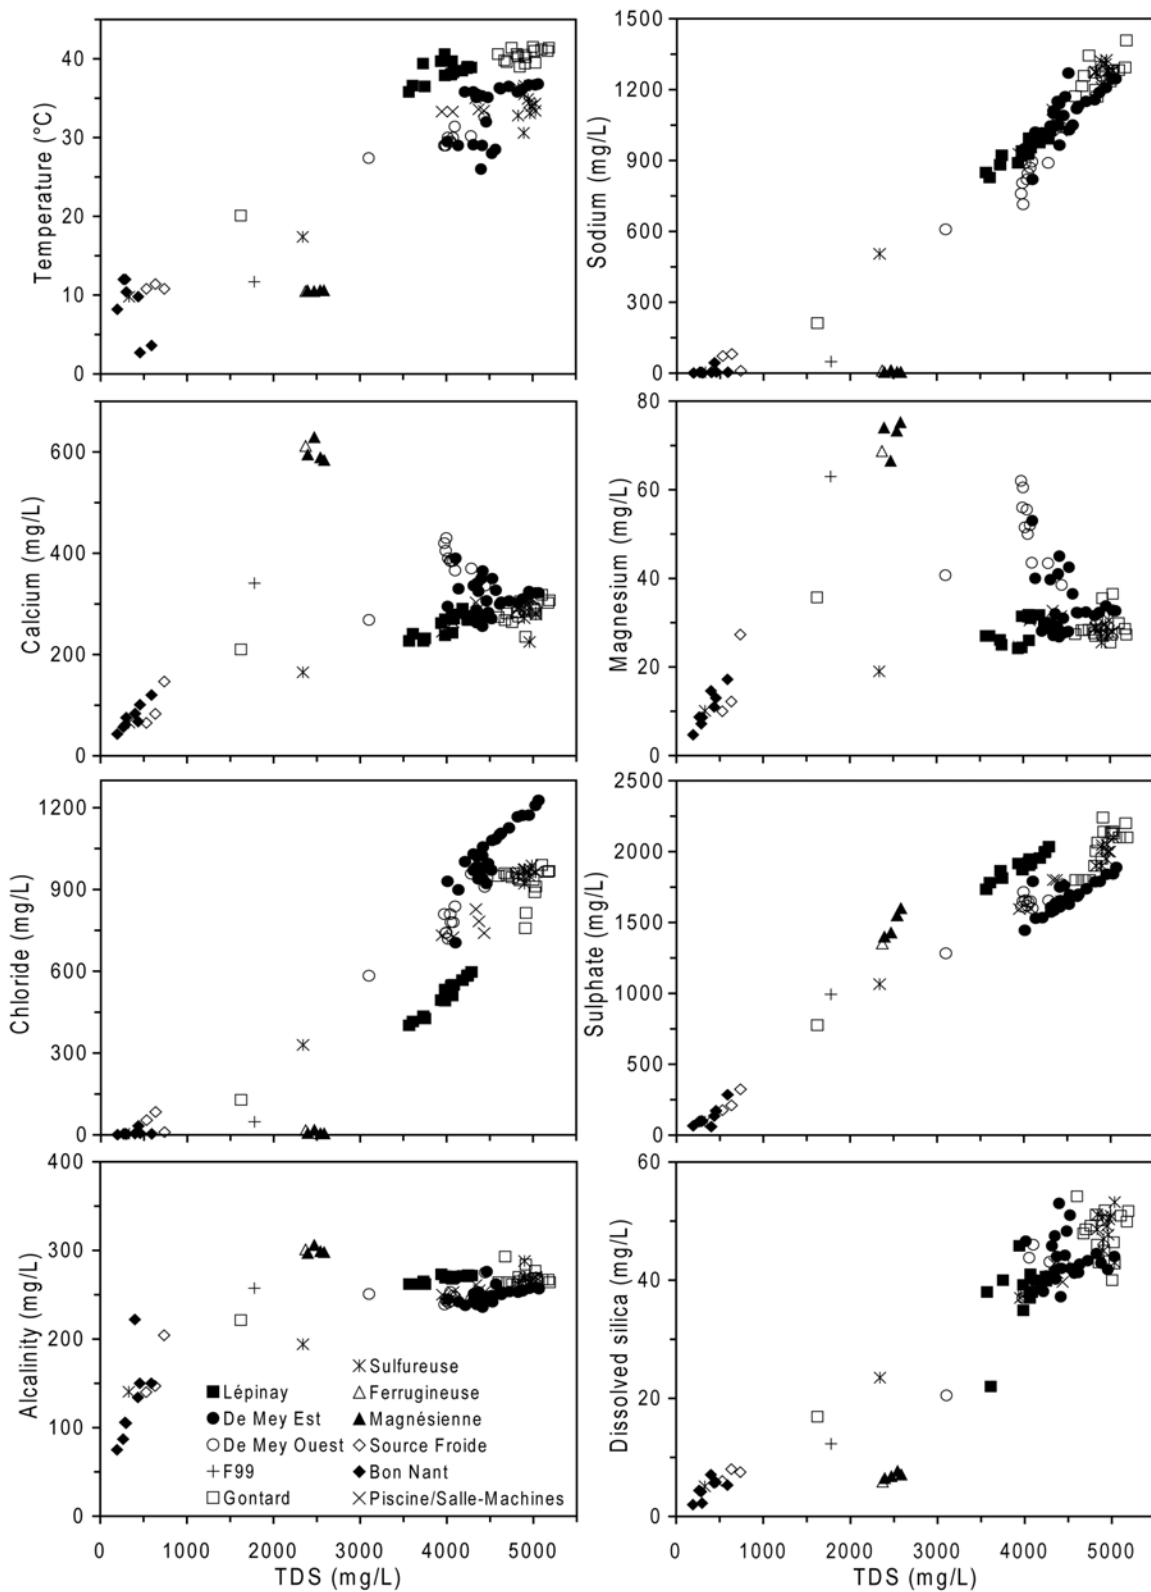 40
30
20
10
0
Temperature (°C)
1500
1200
900
600
300
0
Sodium (mg/L)
600
400
200
0
Calcium (mg/L)
80
60
40
20
0
Magnesium (mg/L)
1200
900
600
300
0
Chloride (mg/L)
2500
2000
1500
1000
500
0
Sulphate (mg/L)
400
300
200
100
0
Alcalinity (mg/L)
Sulfureuse
Lépinay
Ferrugineuse
De Mey Est
Magnésienne
De Mey Ouest
Source Froide
F99
Bon Nant
Gontard
Piscine/Salle-Machines
0 1000 2000 3000 4000 5000
TDS (mg/L)
60
40
20
0
Dissolved silica (mg/L)
0 1000 2000 3000 4000 5000
TDS (mg/L)